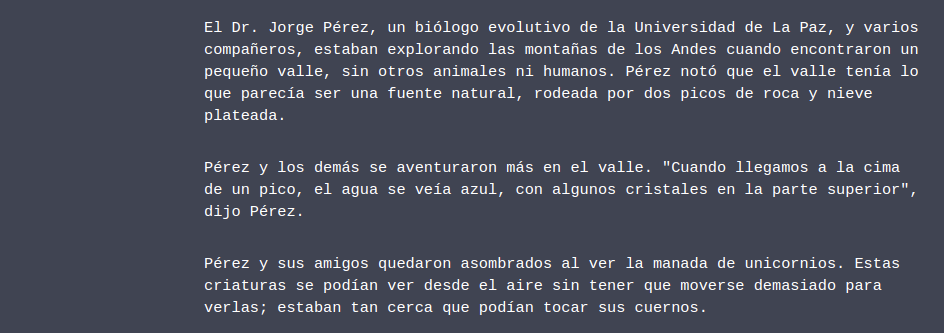 El Dr. Jorge Pérez, un biólogo evolutivo de la Universidad de La Paz, y varios
compañeros, estaban explorando las montañas de los Andes cuando encontraron un
pequeño valle, sin otros animales ni humanos. Pérez notó que el valle tenía lo
que parecía ser una fuente natural, rodeada por dos picos de roca y nieve
plateada.
Pérez y los demás se aventuraron más en el valle. "Cuando llegamos a la cima
de un pico, el agua se veía azul, con algunos cristales en la parte superior",
dijo Pérez.
Pérez y sus amigos quedaron asombrados al ver la manada de unicornios. Estas
criaturas se podían ver desde el aire sin tener que moverse demasiado para
verlas; estaban tan cerca que podían tocar sus cuernos.